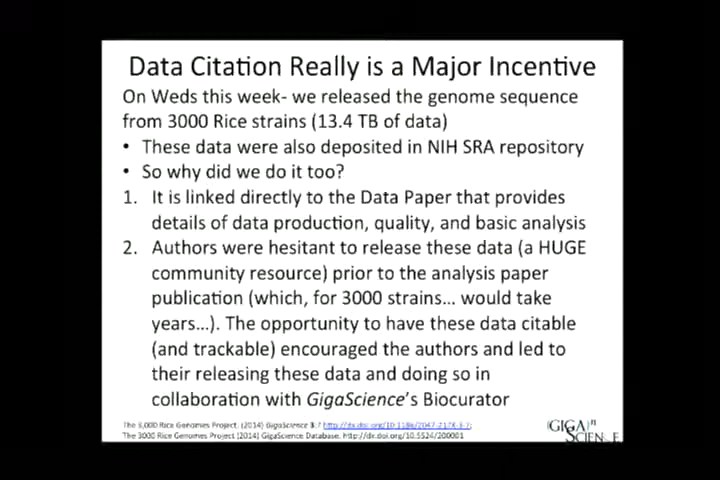 Data Citation Really is a Major Incentive
On Weds this week- we released the genome sequence
from 3000 Rice strains (13.4 TB of data)
• These data were also deposited in NIH SRA repository
• So why did we do it too?
1. It is linked directly to the Data Paper that provides
details of data production, quality, and basic analysis
2. Authors were hesitant to release these data (a HUGE
community resource) prior to the analysis paper
publication (which, for 3000 strains... would take
years...). The opportunity to have these data citable
(and trackable) encouraged the authors and led to
their releasing these data and doing so in
collaboration with GigaScience's Biocurator
The 3,000 Rice Genomes Project. (2014) GigaScience 3:7 http://dx.doi.org/10.1186/2047-217X-3-7;
The 3000 Rice Genomes Project (2014) GigaScience Database. http://dx.doi.org/10.5524/200001
(GIGA)n
SCIENCE